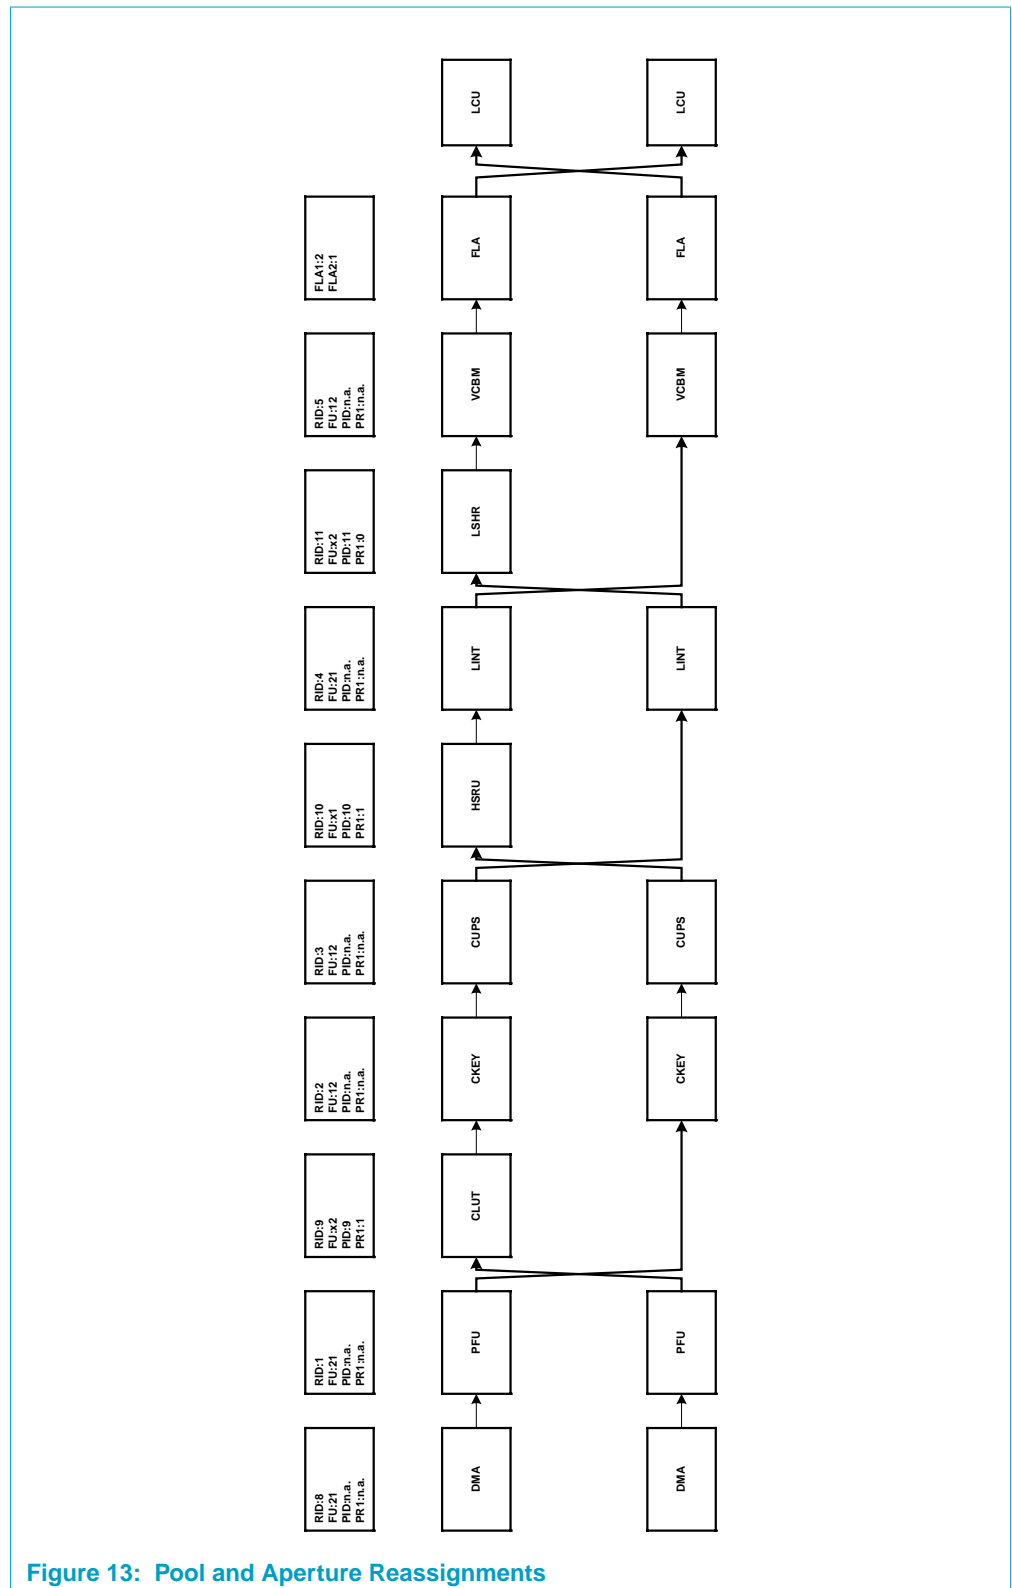 LCU
LCU
FLA1:2
FLA2:1
FLA
FLA
RID:5
FU:12
PID:n.a.
PR1:n.a.
VCBM
VCBM
RID:11
FU:x2
PID:11
PR1:0
LSHR
RID:4
FU:21
PID:n.a.
PR1:n.a.
LINT
LINT
RID:10
FU:x1
PID:10
PR1:1
HSRU
RID:3
FU:12
PID:n.a.
PR1:n.a.
CUPS
CUPS
RID:2
FU:12
PID:n.a.
PR1:n.a.
CKEY
CKEY
RID:9
FU:x2
PID:9
PR1:1
CLUT
RID:1
FU:21
PID:n.a.
PR1:n.a.
PFU
PFU
RID:8
FU:21
PID:n.a.
PR1:n.a.
DMA
DMA
Figure 13: Pool and Aperture Reassignments